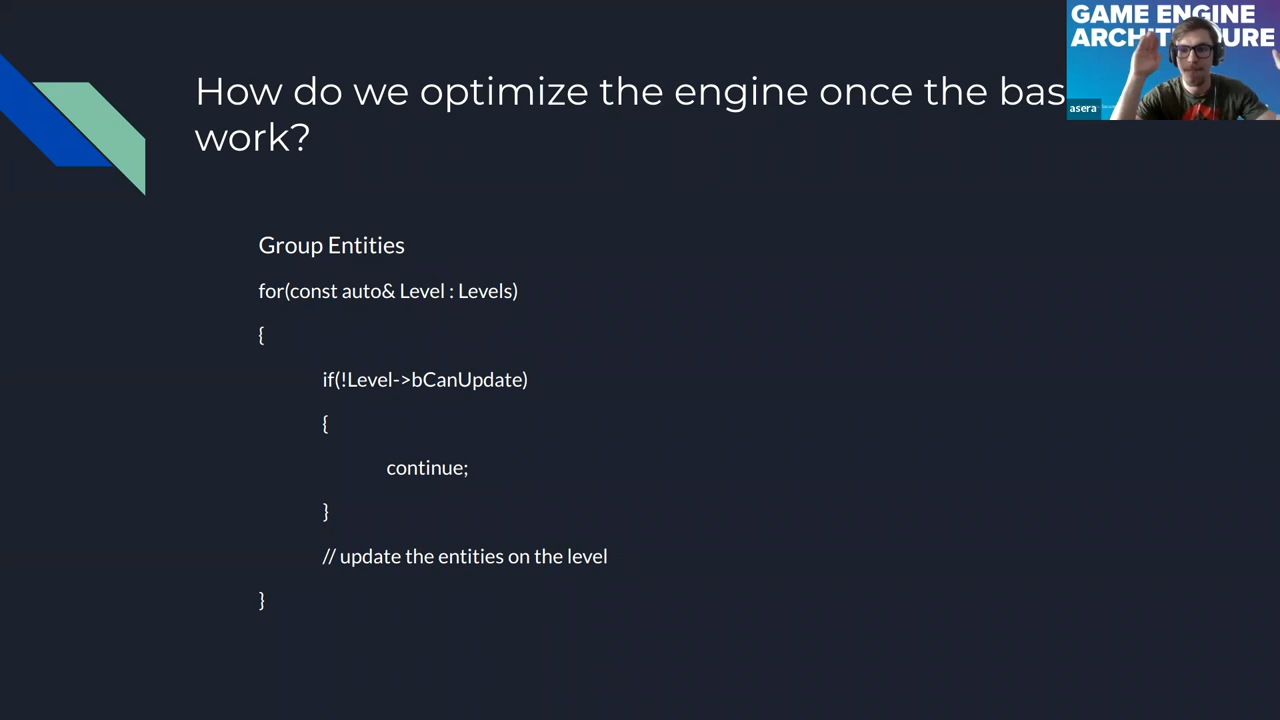 GAME ENGINE
ARCHITECTURE
How do we optimize the engine once the bas
work?
asera
Group Entities
for(const auto& Level : Levels)
{
if(!Level->bCanUpdate)
{
continue;
}
// update the entities on the level
}